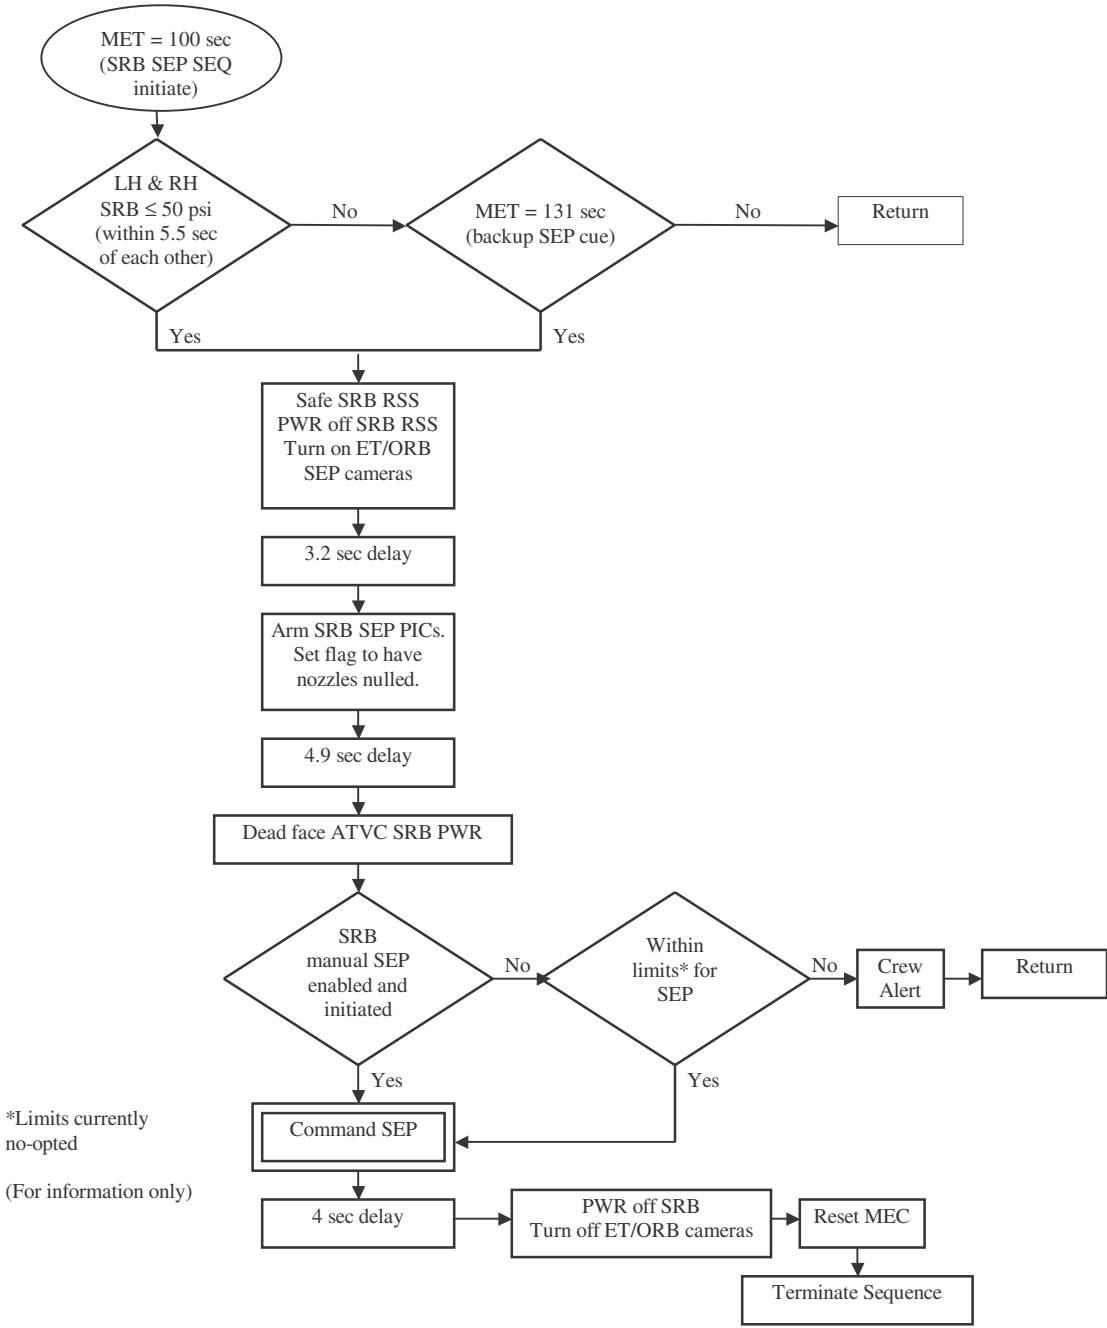 MET = 100 sec
(SRB SEP SEQ
initiate)
LH & RH
SRB ≤ 50 psi
(within 5.5 sec
of each other)
No
MET = 131 sec
(backup SEP cue)
No
Return
Yes
Yes
Safe SRB RSS
PWR off SRB RSS
Turn on ET/ORB
SEP cameras
3.2 sec delay
Arm SRB SEP PICs.
Set flag to have
nozzles nulled.
4.9 sec delay
Dead face ATVC SRB PWR
SRB
manual SEP
enabled and
initiated
No
Within
limits* for
SEP
No
Crew
Alert
Return
Yes
Yes
Command SEP
*Limits currently
no-opted
(For information only)
4 sec delay
PWR off SRB
Turn off ET/ORB cameras
Reset MEC
Terminate Sequence